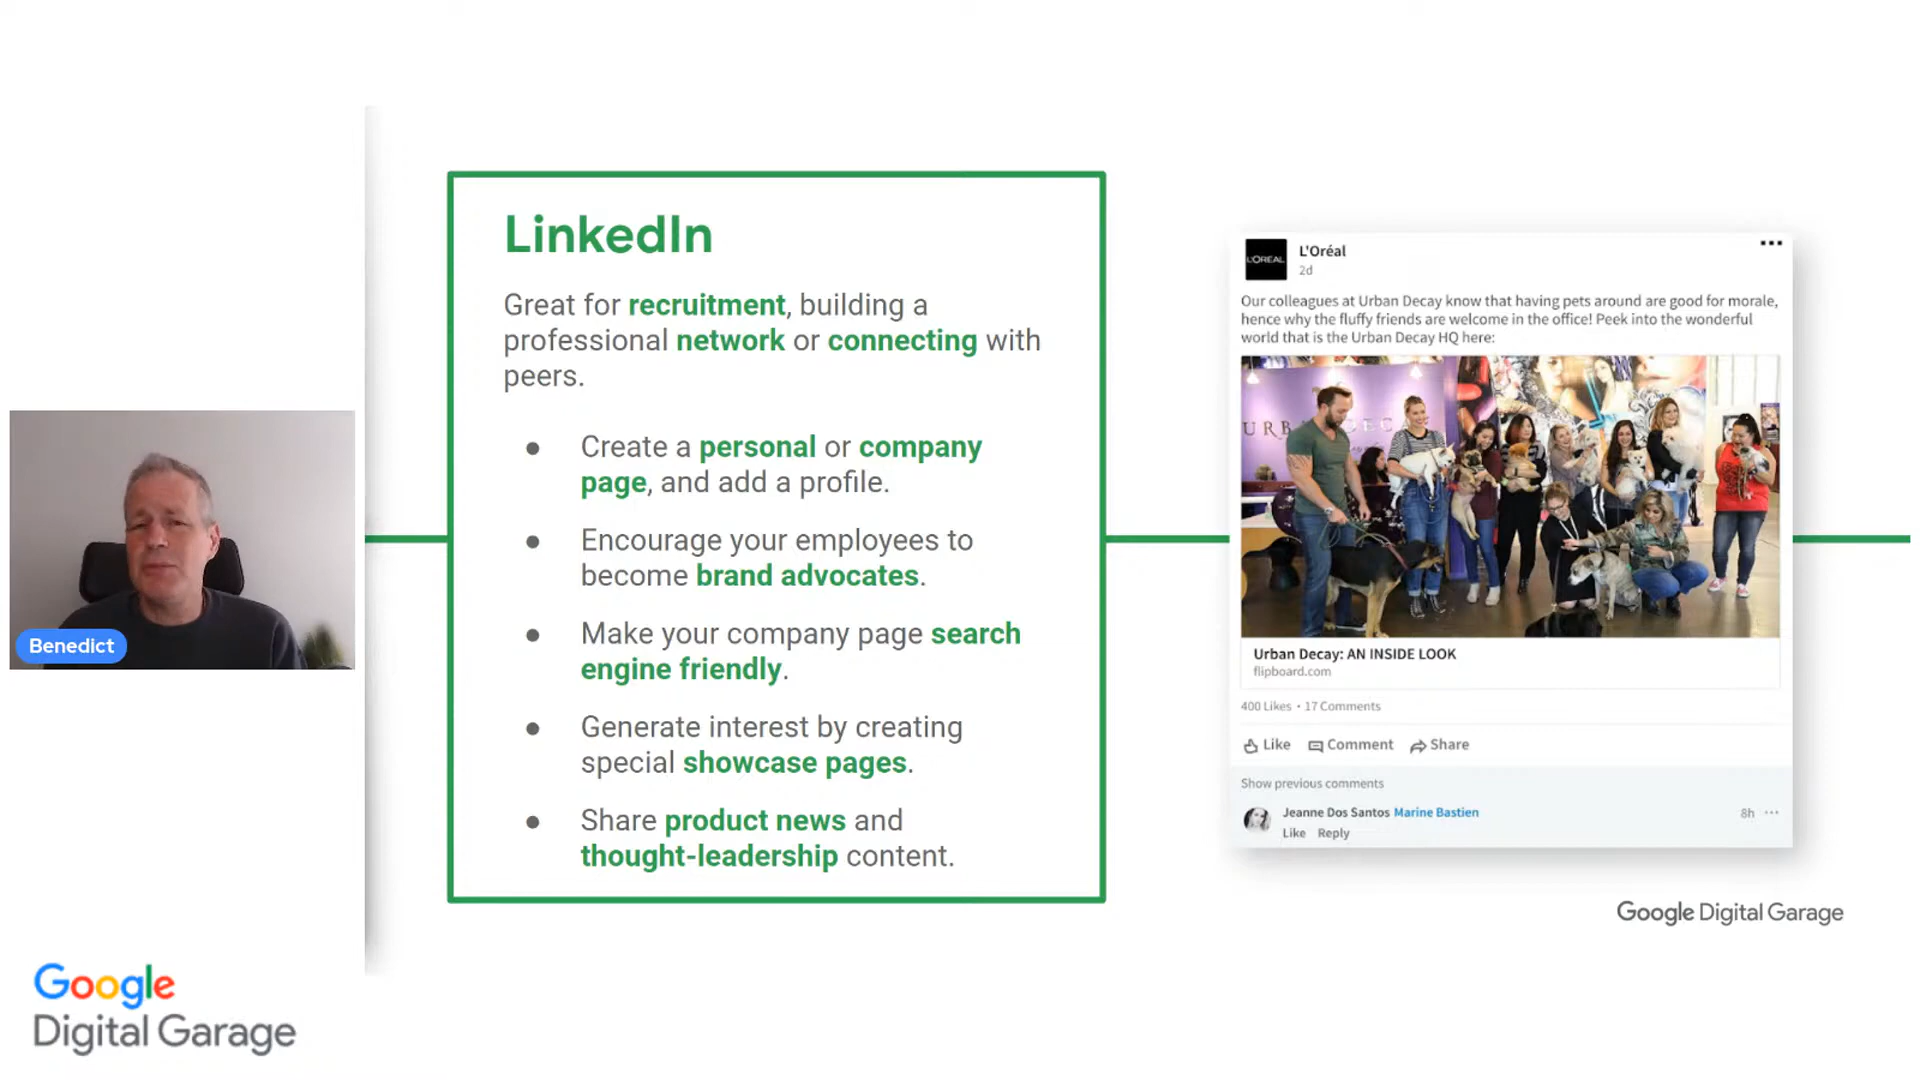 Benedict
Google
Digital Garage
LinkedIn
Great for recruitment, building a
professional network or connecting with
peers.
● Create a personal or company
page, and add a profile.
● Encourage your employees to
become brand advocates.
● Make your company page search
engine friendly.
● Generate interest by creating
special showcase pages.
● Share product news and
thought-leadership content.
L'ORÉAL
L'Oréal
2d
Our colleagues at Urban Decay know that having pets around are good for morale,
hence why the fluffy friends are welcome in the office! Peek into the wonderful
world that is the Urban Decay HQ here:
URBAN DECAY
Urban Decay: AN INSIDE LOOK
flipboard.com
400 Likes • 17 Comments
Like Comment Share
Show previous comments
Jeanne Dos Santos Marine Bastien 8h
Like Reply
Google Digital Garage